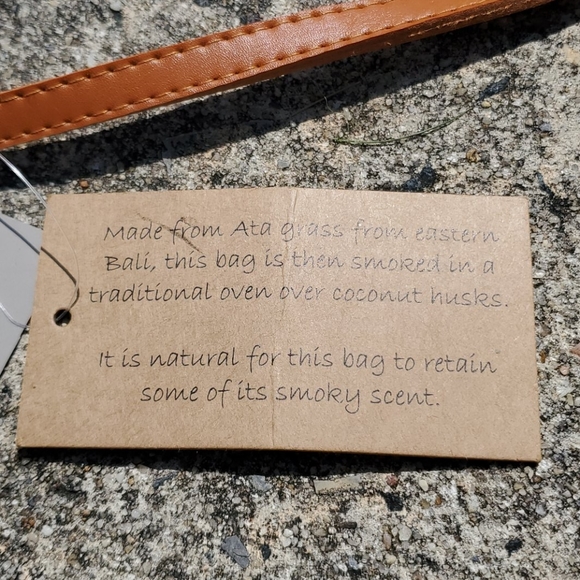 Made from Ata grass from eastern
Bali, this bag is then smoked in a
traditional oven over coconut husks.
It is natural for this bag to retain
some of its smoky scent.